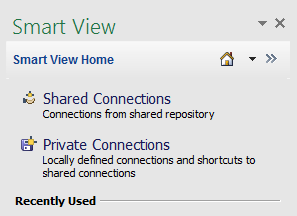 Smart View
Smart View Home
Shared Connections
Connections from shared repository
Private Connections
Locally defined connections and shortcuts to
shared connections
Recently Used